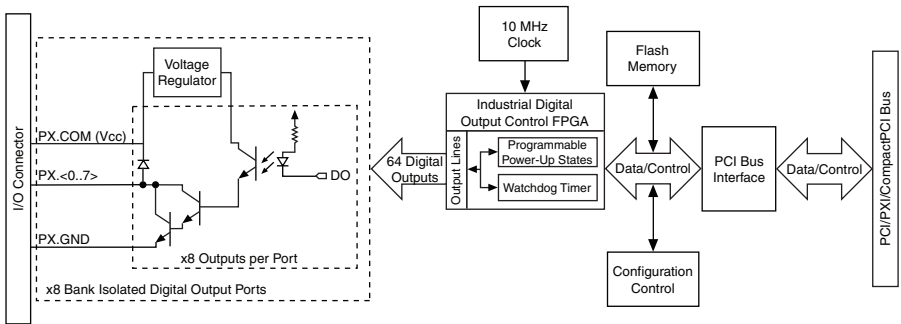 I/O Connector
Voltage
Regulator
PX.COM (Vcc)
PX.<0..7>
PX.GND
DO
x8 Outputs per Port
x8 Bank Isolated Digital Output Ports
64 Digital
Outputs
10 MHz
Clock
Industrial Digital
Output Control FPGA
Output Lines
Programmable
Power-Up States
Watchdog Timer
Flash
Memory
Data/Control
Configuration
Control
PCI Bus
Interface
Data/Control
PCI/PXI/CompactPCI Bus